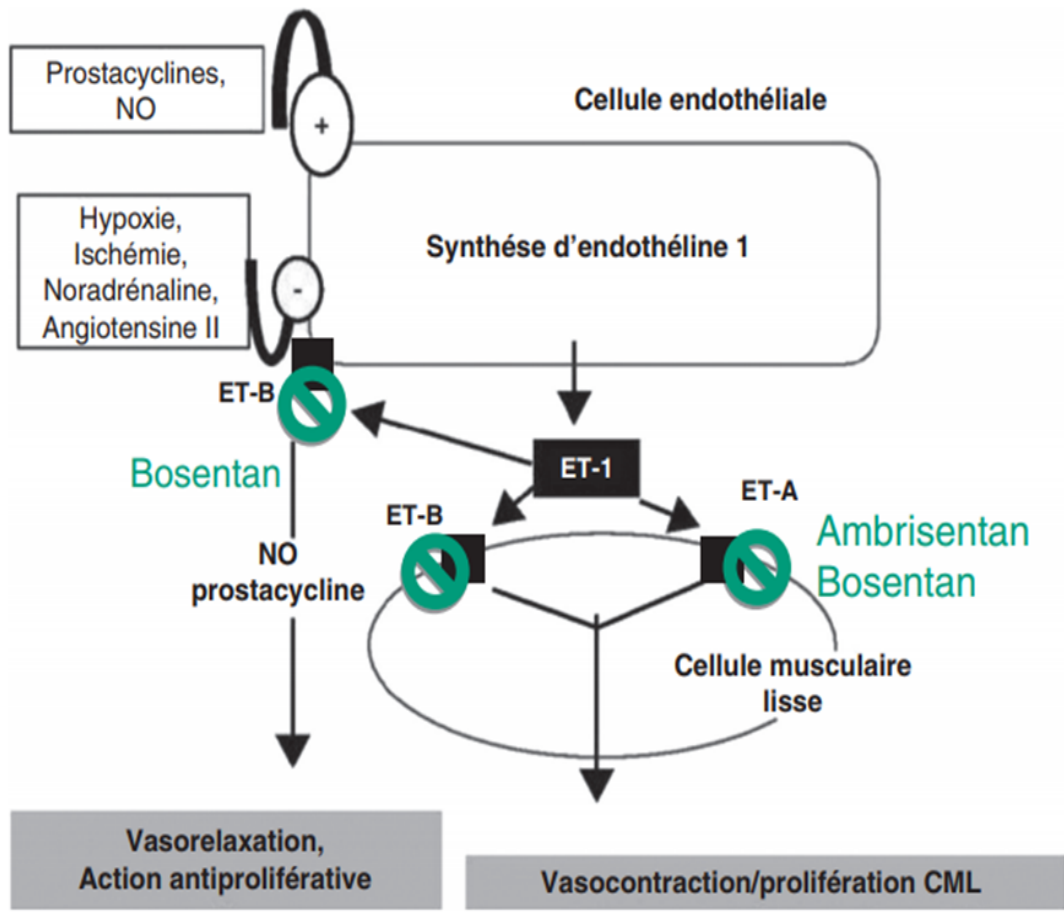 Prostacyclines,
NO
+
Cellule endothéliale
Hypoxie,
Ischémie,
Noradrénaline,
Angiotensine II
-
Synthése d'endothéline 1
ET-B
Bosentan
ET-1
ET-B
ET-A
Ambrisentan
Bosentan
NO
prostacycline
Cellule musculaire
lisse
Vasorelaxation,
Action antiproliférative
Vasocontraction/prolifération CML